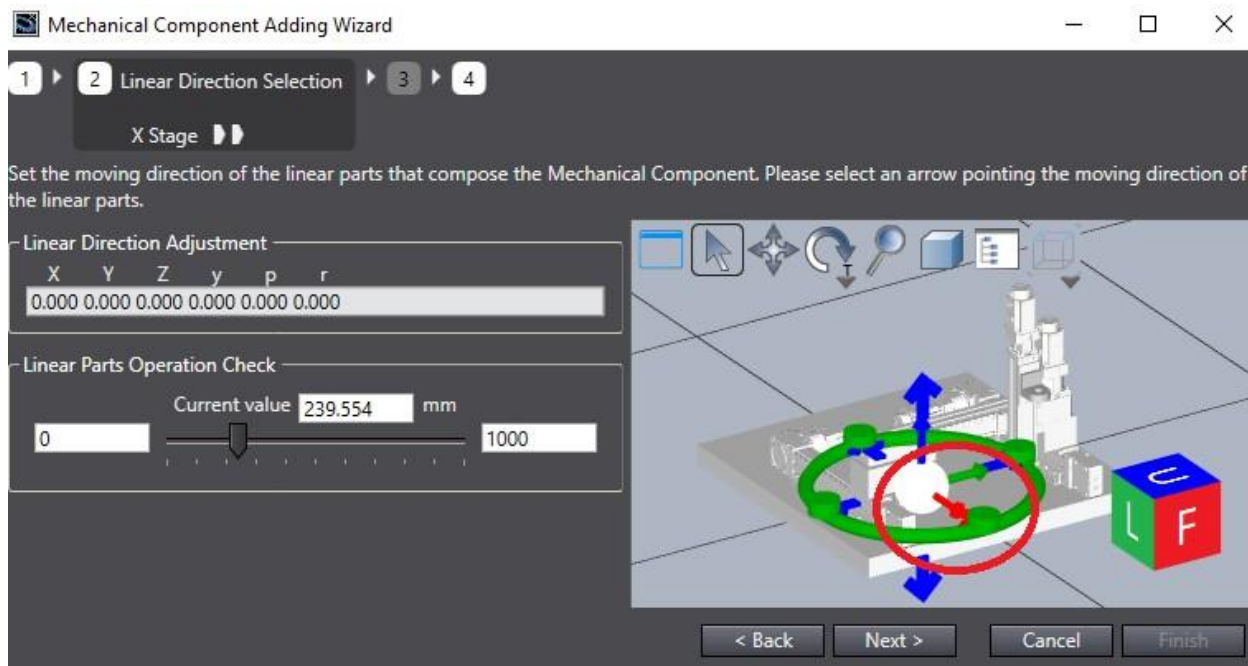 Mechanical Component Adding Wizard
1 2 Linear Direction Selection 3 4
X Stage
Set the moving direction of the linear parts that compose the Mechanical Component. Please select an arrow pointing the moving direction of
the linear parts.
Linear Direction Adjustment
X Y Z y p r
0.000 0.000 0.000 0.000 0.000 0.000
Linear Parts Operation Check
Current value 239.554 mm
0 1000
T
U
L F
< Back Next > Cancel Finish